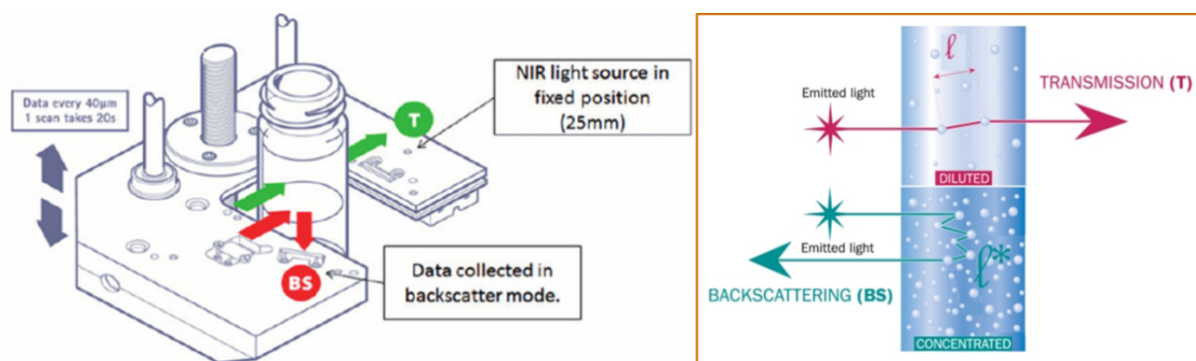 Data every 40µm
1 scan takes 20s
T
NIR light source in
fixed position
(25mm)
BS
Data collected in
backscatter mode.
ℓ
TRANSMISSION (T)
Emitted light
DILUTED
Emitted light
ℓ*
BACKSCATTERING (BS)
CONCENTRATED